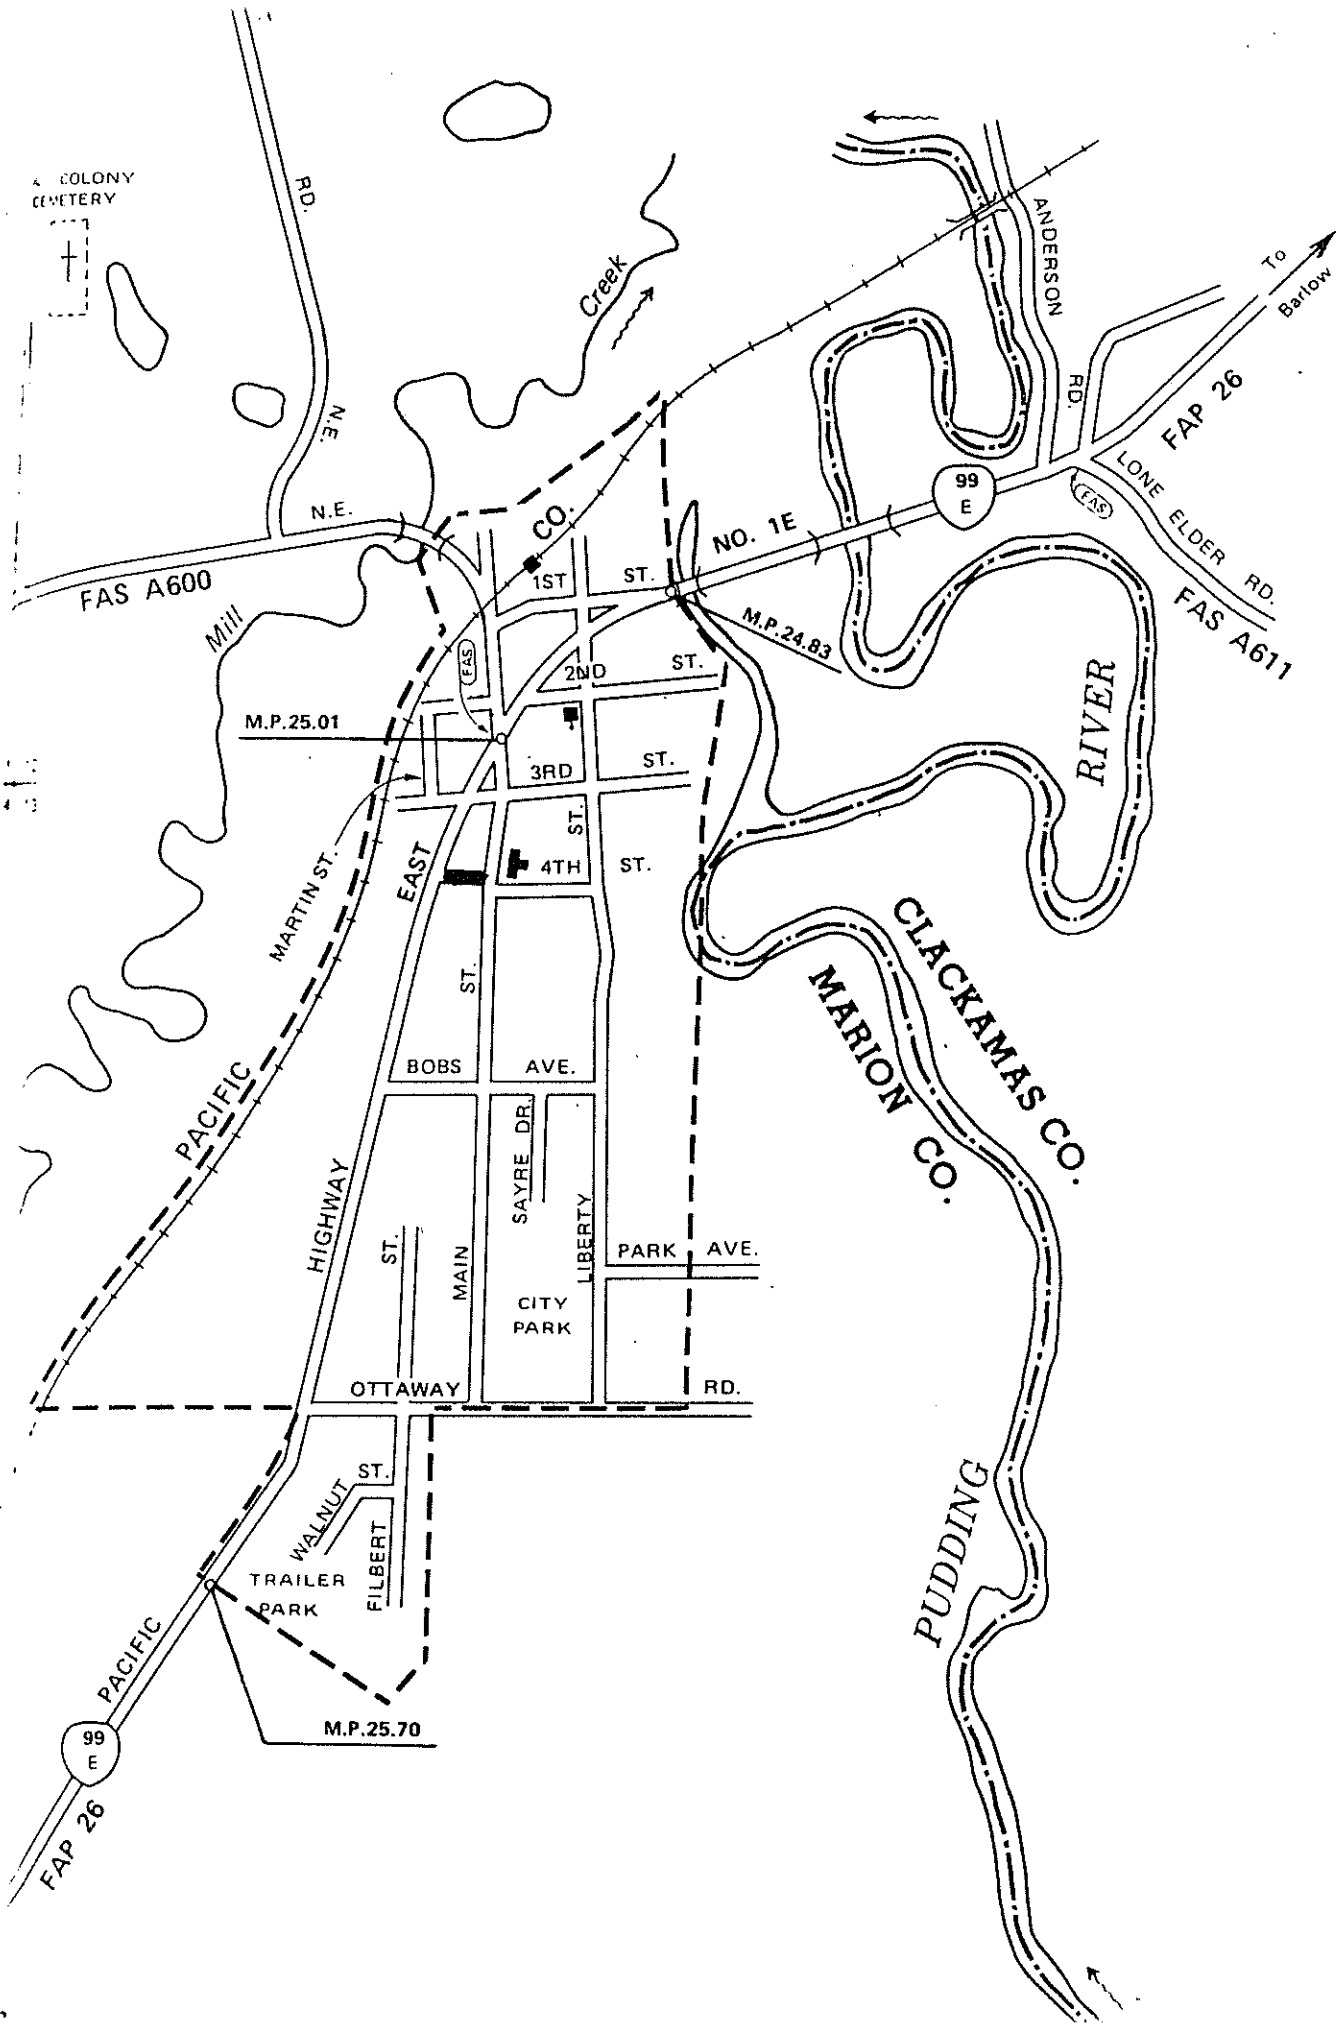 COLONY
CEMETERY
RD.
N.E.
N.E.
FAS A600
Creek
Mill
ANDERSON
RD.
To
Barlow
FAP 26
99
E
FAS
LONE ELDER RD.
FAS A611
NO. 1E
CO.
1ST ST.
M.P.24.83
FAS
2ND ST.
M.P.25.01
3RD ST.
ST.
4TH ST.
EAST
MARTIN ST.
RIVER
CLACKAMAS CO.
MARION CO.
ST.
BOBS AVE.
PACIFIC
SAYRE DR.
HIGHWAY
ST.
MAIN
LIBERTY
PARK AVE.
CITY
PARK
OTTAWAY RD.
WALNUT ST.
FILBERT
TRAILER
PARK
PUDDING
PACIFIC
M.P.25.70
99
E
FAP 26